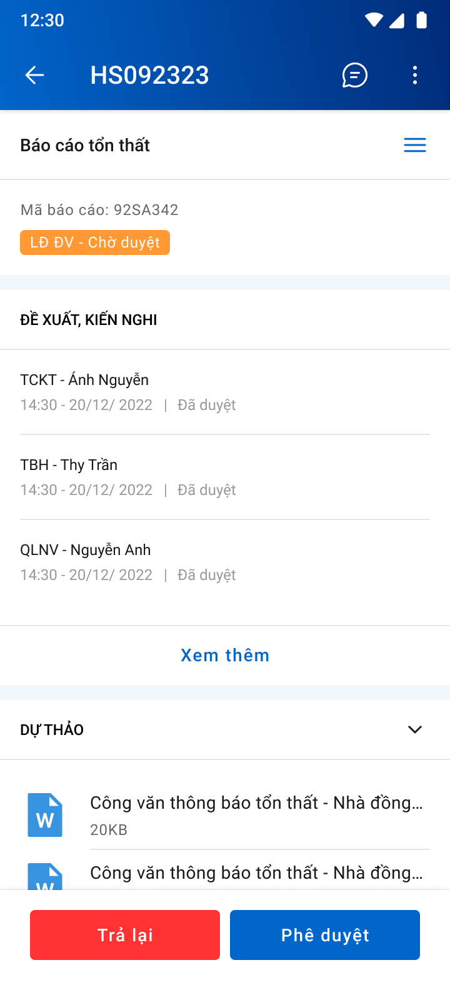 12:30
HS092323
Báo cáo tổn thất
Mã báo cáo: 92SA342
LĐ ĐV - Chờ duyệt
ĐỀ XUẤT, KIẾN NGHI
TCKT - Ánh Nguyễn
14:30 - 20/12/ 2022 | Đã duyệt
TBH - Thy Trần
14:30 - 20/12/ 2022 | Đã duyệt
QLNV - Nguyễn Anh
14:30 - 20/12/ 2022 | Đã duyệt
Xem thêm
DỰ THẢO
W
Công văn thông báo tổn thất - Nhà đồng...
20KB
W
Công văn thông báo tổn thất - Nhà đồng...
Trả lại
Phê duyệt